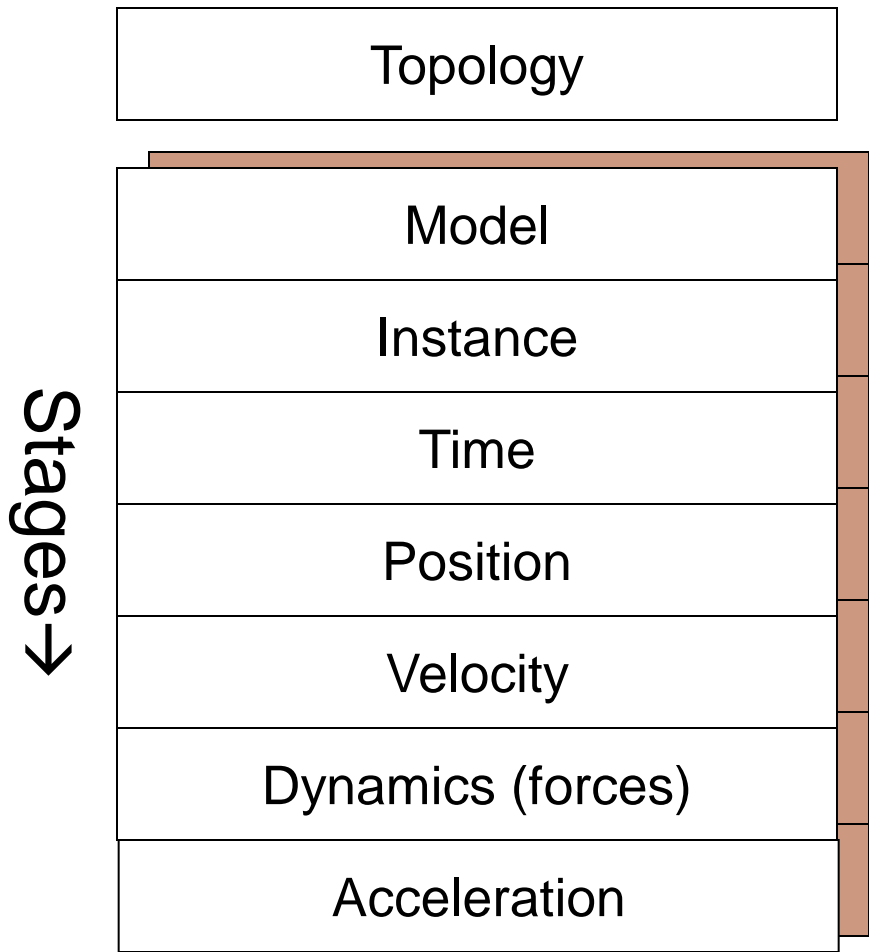 Topology
Model
Instance
Time
Stages→
Position
Velocity
Dynamics (forces)
Acceleration